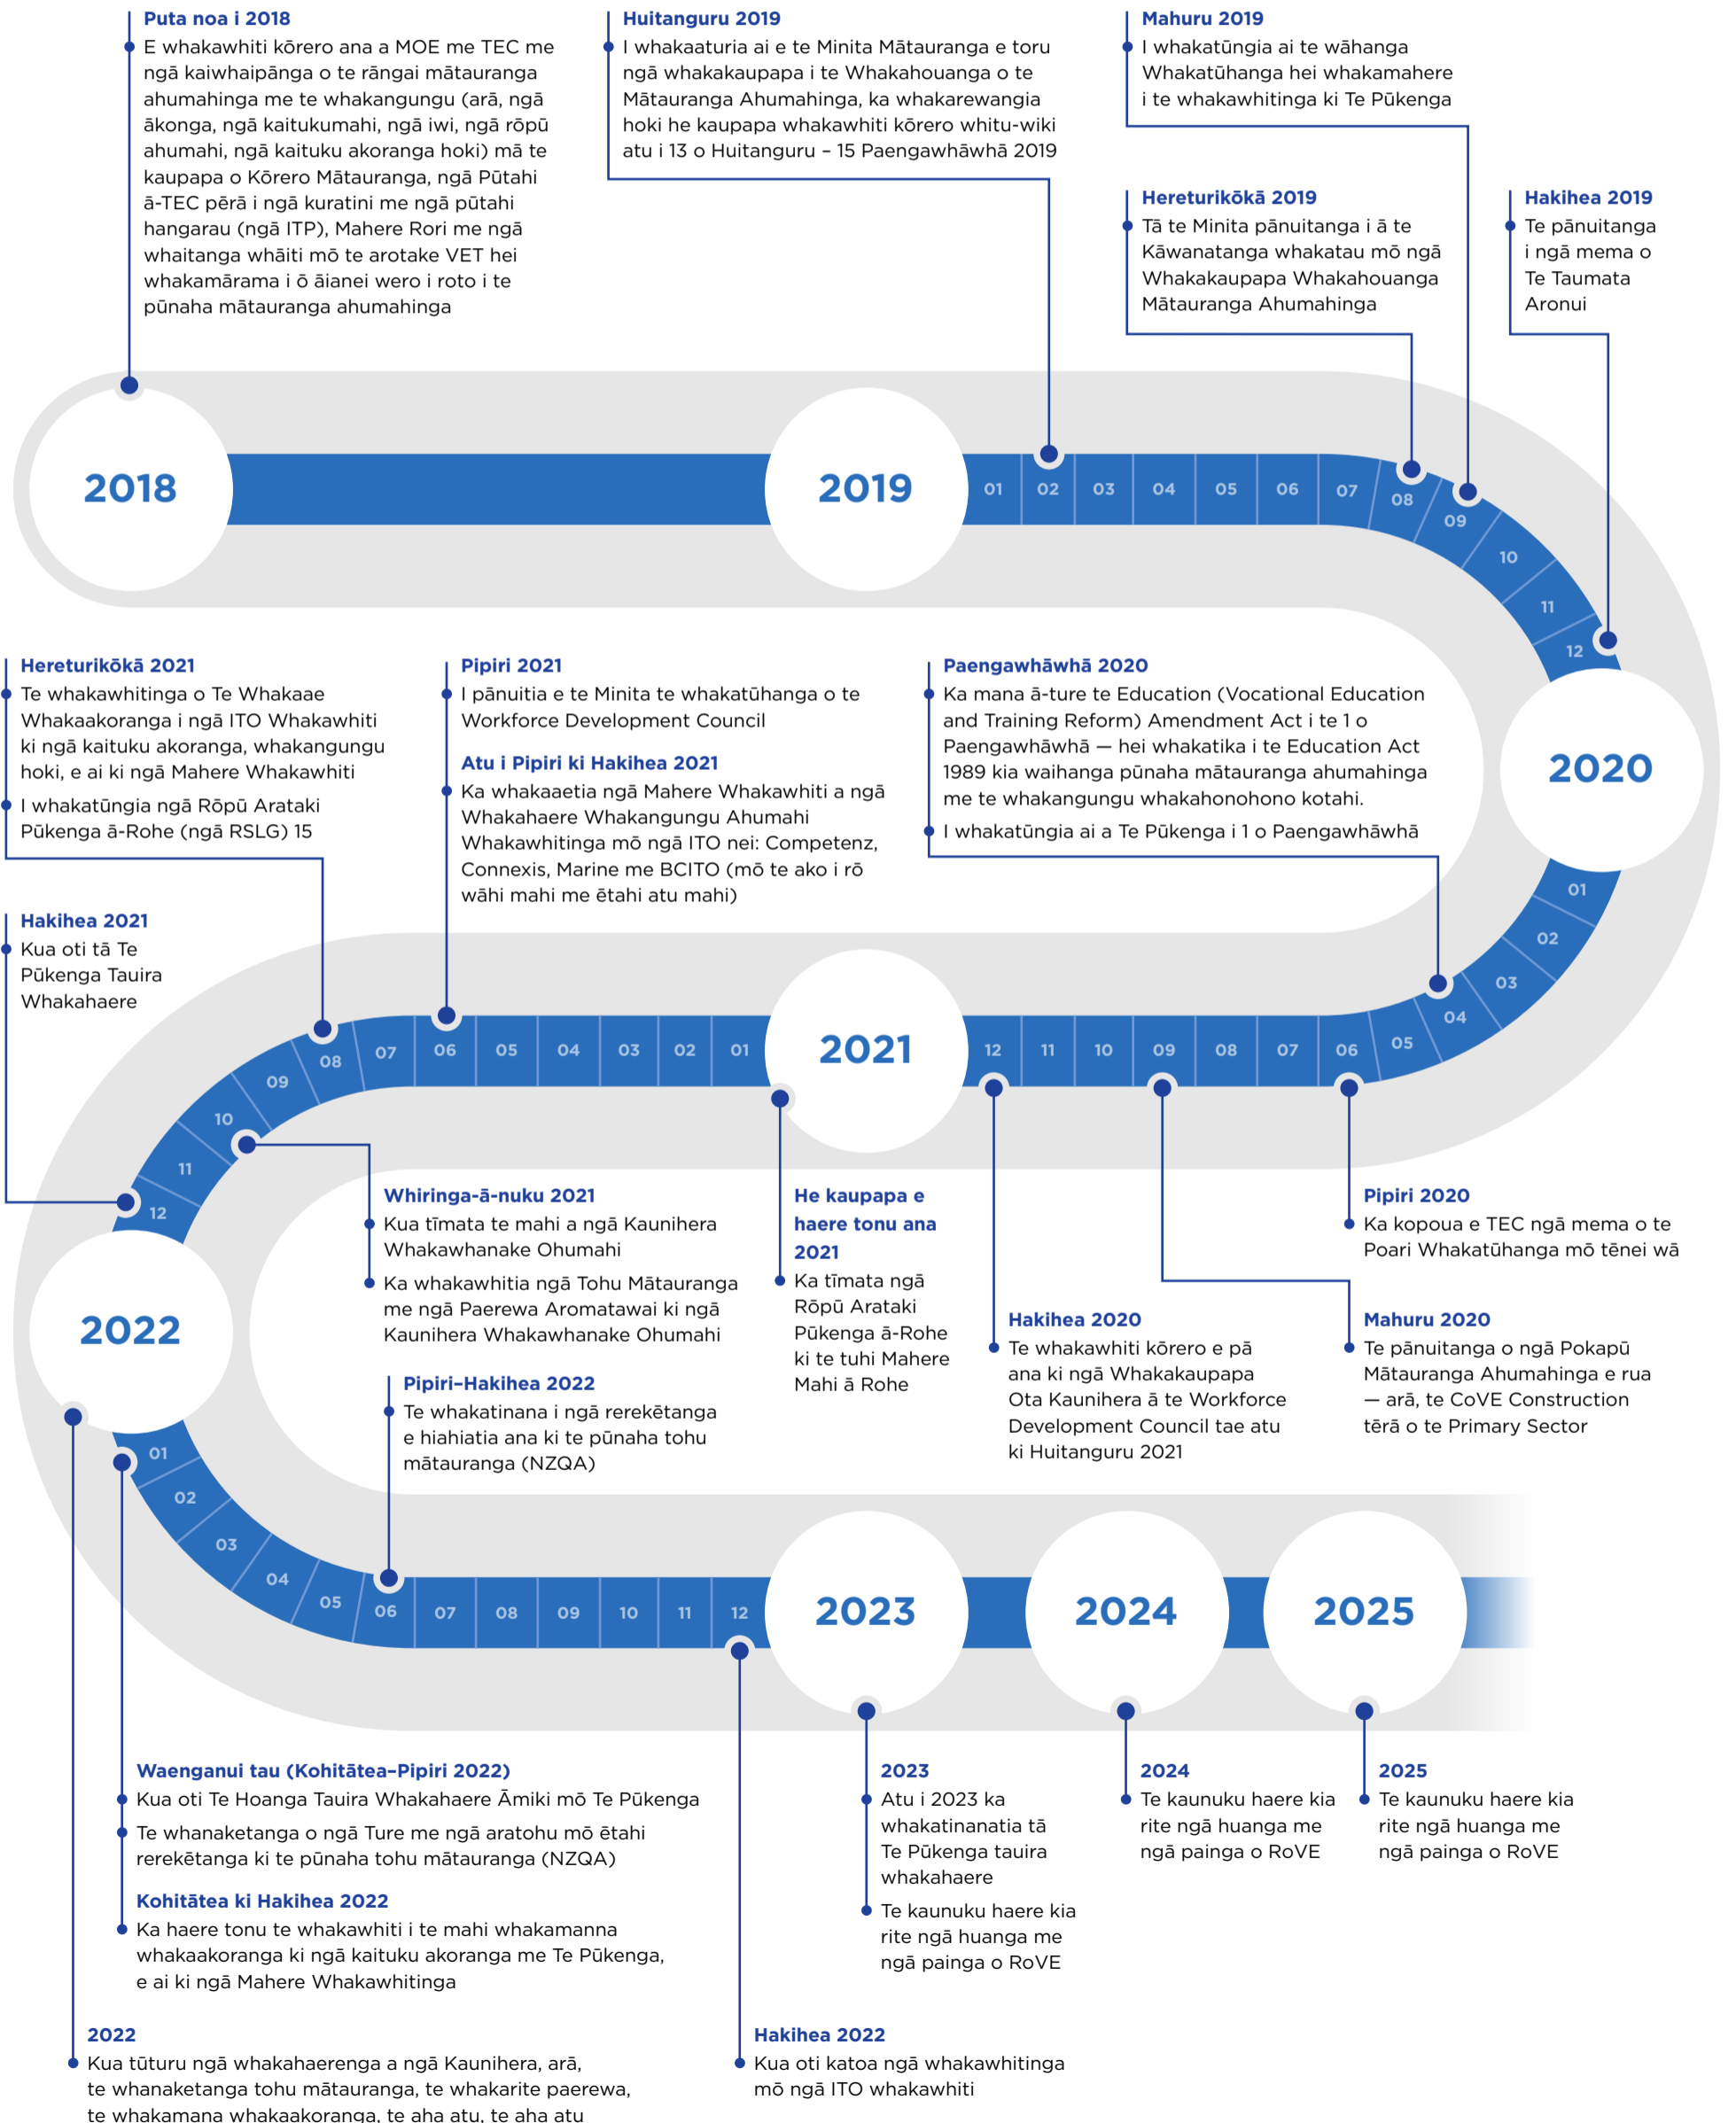 Puta noa i 2018
E whakawhiti kōrero ana a MOE me TEC me
ngā kaiwhaipānga o te rāngai mātauranga
ahumahinga me te whakangungu (arā, ngā
ākonga, ngā kaitukumahi, ngā iwi, ngā rōpū
ahumahi, ngā kaituku akoranga hoki) mā te
kaupapa o Kōrero Mātauranga, ngā Pūtahi
ā-TEC pērā i ngā kuratini me ngā pūtahi
hangarau (ngā ITP), Mahere Rori me ngā
whaitanga whāiti mō te arotake VET hei
whakamārama i ō āianei wero i roto i te
pūnaha mātauranga ahumahinga
Huitanguru 2019
I whakaaturia ai e te Minita Mātauranga e toru
ngā whakakaupapa i te Whakahouanga o te
Mātauranga Ahumahinga, ka whakarewangia
hoki he kaupapa whakawhiti kōrero whitu-wiki
atu i 13 o Huitanguru – 15 Paengawhāwhā 2019
Mahuru 2019
I whakatūngia ai te wāhanga
Whakatūhanga hei whakamahere
i te whakawhitinga ki Te Pūkenga
Hereturikōkā 2019
Tā te Minita pānuitanga i ā te
Kāwanatanga whakatau mō ngā
Whakakaupapa Whakahouanga
Mātauranga Ahumahinga
Hakihea 2019
Te pānuitanga
i ngā mema o
Te Taumata
Aronui
2018
2019
01
02
03
04
05
06
07
08
09
10
11
12
2020
Hereturikōkā 2021
Te whakawhitinga o Te Whakaae
Whakaakoranga i ngā ITO Whakawhiti
ki ngā kaituku akoranga, whakangungu
hoki, e ai ki ngā Mahere Whakawhiti
I whakatūngia ngā Rōpū Arataki
Pūkenga ā-Rohe (ngā RSLG) 15
Pipiri 2021
I pānuitia e te Minita te whakatūhanga o te
Workforce Development Council
Atu i Pipiri ki Hakihea 2021
Ka whakaaetia ngā Mahere Whakawhiti a ngā
Whakahaere Whakangungu Ahumahi
Whakawhitinga mō ngā ITO nei: Competenz,
Connexis, Marine me BCITO (mō te ako i rō
wāhi mahi me ētahi atu mahi)
Paengawhāwhā 2020
Ka mana ā-ture te Education (Vocational Education
and Training Reform) Amendment Act i te 1 o
Paengawhāwhā — hei whakatika i te Education Act
1989 kia waihanga pūnaha mātauranga ahumahinga
me te whakangungu whakahonohono kotahi.
I whakatūngia ai a Te Pūkenga i 1 o Paengawhāwhā
Hakihea 2021
Kua oti tā Te
Pūkenga Tauira
Whakahaere
01
02
03
04
05
06
07
08
09
10
11
12
2021
01
02
03
04
05
06
07
08
09
10
11
12
2022
Whiringa-ā-nuku 2021
Kua tīmata te mahi a ngā Kaunihera
Whakawhanake Ohumahi
Ka whakawhitia ngā Tohu Mātauranga
me ngā Paerewa Aromatawai ki ngā
Kaunihera Whakawhanake Ohumahi
He kaupapa e
haere tonu ana
2021
Ka tīmata ngā
Rōpū Arataki
Pūkenga ā-Rohe
ki te tuhi Mahere
Mahi ā Rohe
Pipiri 2020
Ka kopoua e TEC ngā mema o te
Poari Whakatūhanga mō tēnei wā
Hakihea 2020
Te whakawhiti kōrero e pā
ana ki ngā Whakakaupapa
Ota Kaunihera ā te Workforce
Development Council tae atu
ki Huitanguru 2021
Mahuru 2020
Te pānuitanga o ngā Pokapū
Mātauranga Ahumahinga e rua
— arā, te CoVE Construction
tērā o te Primary Sector
Pipiri–Hakihea 2022
Te whakatinana i ngā rerekētanga
e hiahiatia ana ki te pūnaha tohu
mātauranga (NZQA)
01
02
03
04
05
06
07
08
09
10
11
12
2023
2024
2025
Waenganui tau (Kohitātea–Pipiri 2022)
Kua oti Te Hoanga Tauira Whakahaere Āmiki mō Te Pūkenga
Te whanaketanga o ngā Ture me ngā aratohu mō ētahi
rerekētanga ki te pūnaha tohu mātauranga (NZQA)
Kohitātea ki Hakihea 2022
Ka haere tonu te whakawhiti i te mahi whakamanna
whakaakoranga ki ngā kaituku akoranga me Te Pūkenga,
e ai ki ngā Mahere Whakawhitinga
2023
Atu i 2023 ka
whakatinanatia tā
Te Pūkenga tauira
whakahaere
Te kaunuku haere kia
rite ngā huanga me
ngā painga o RoVE
2024
Te kaunuku haere kia
rite ngā huanga me
ngā painga o RoVE
2025
Te kaunuku haere kia
rite ngā huanga me
ngā painga o RoVE
2022
Kua tūturu ngā whakahaerenga a ngā Kaunihera, arā,
te whanaketanga tohu mātauranga, te whakarite paerewa,
te whakamana whakaakoranga, te aha atu, te aha atu
Hakihea 2022
Kua oti katoa ngā whakawhitinga
mō ngā ITO whakawhiti